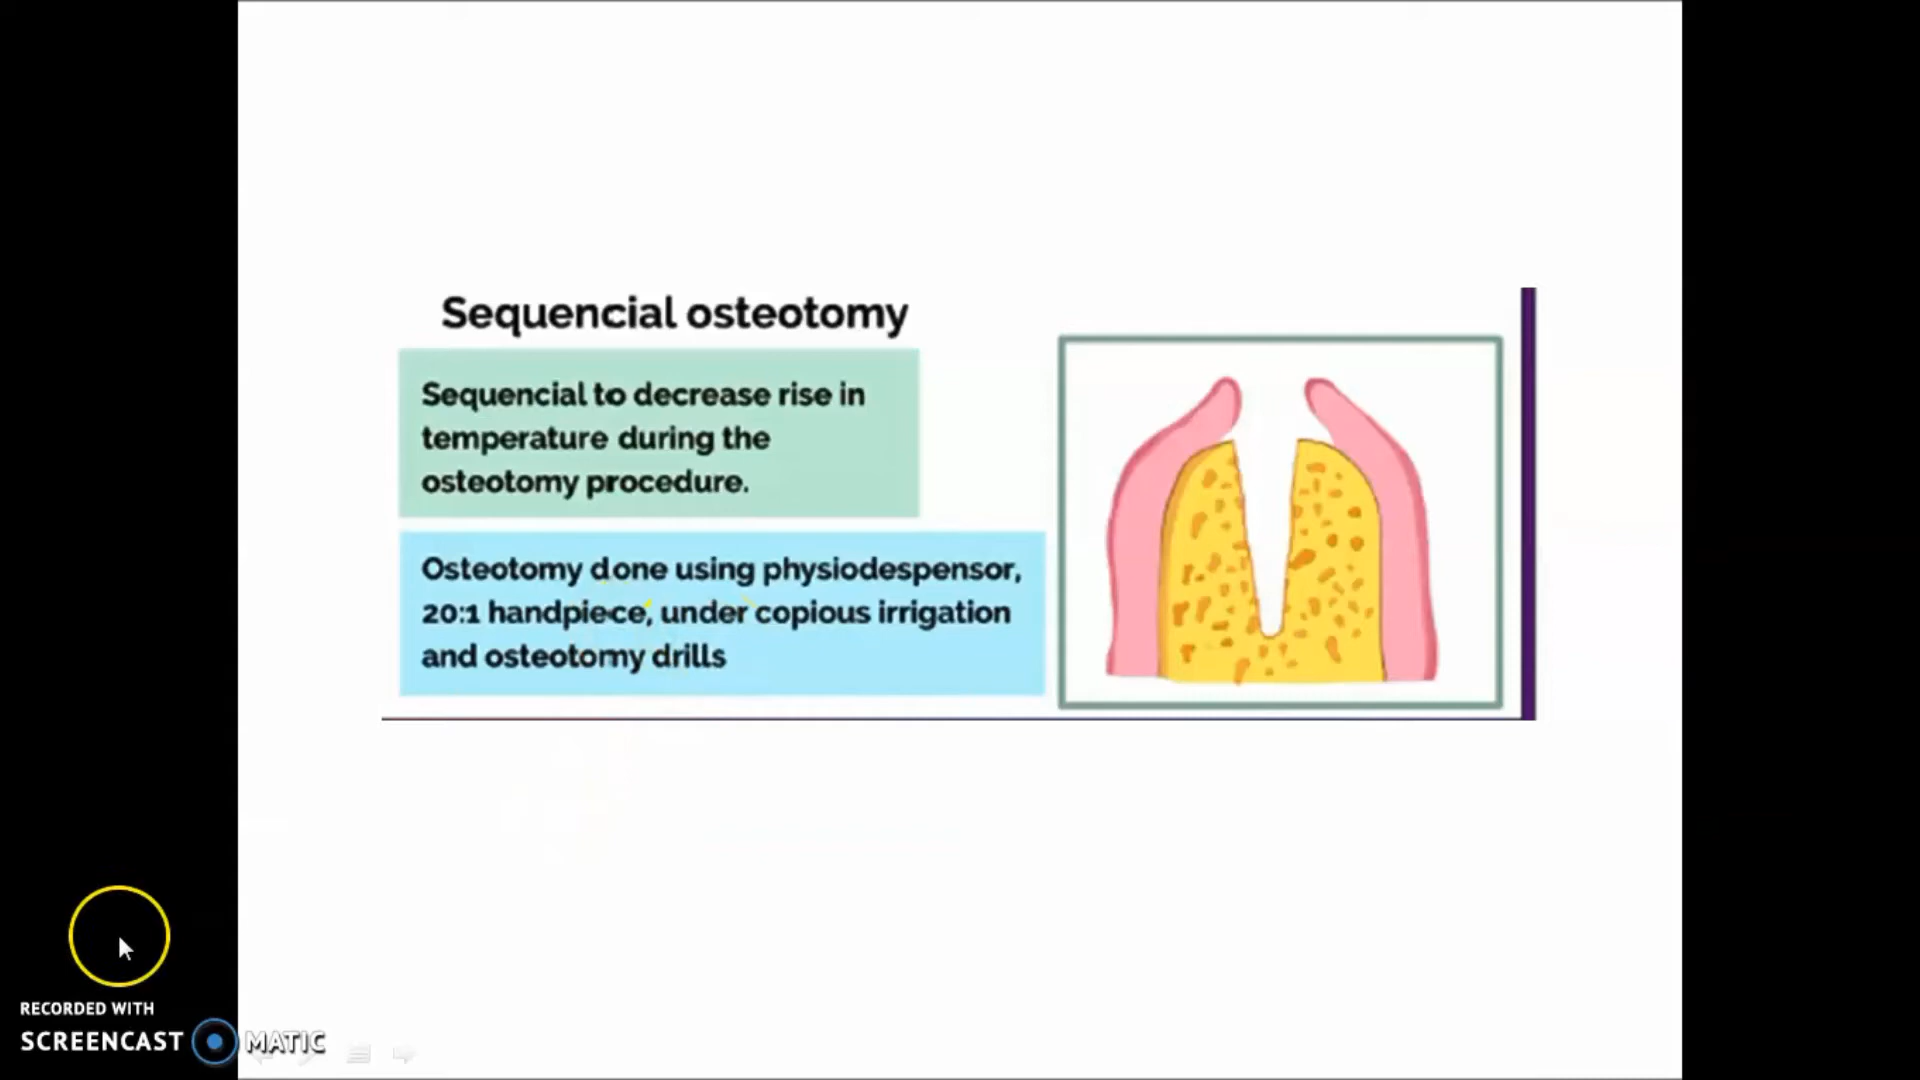 Sequencial osteotomy
Sequencial to decrease rise in
temperature during the
osteotomy procedure.
Osteotomy done using physiodespensor,
20:1 handpiece, under copious irrigation
and osteotomy drills
RECORDED WITH
SCREENCAST MATIC